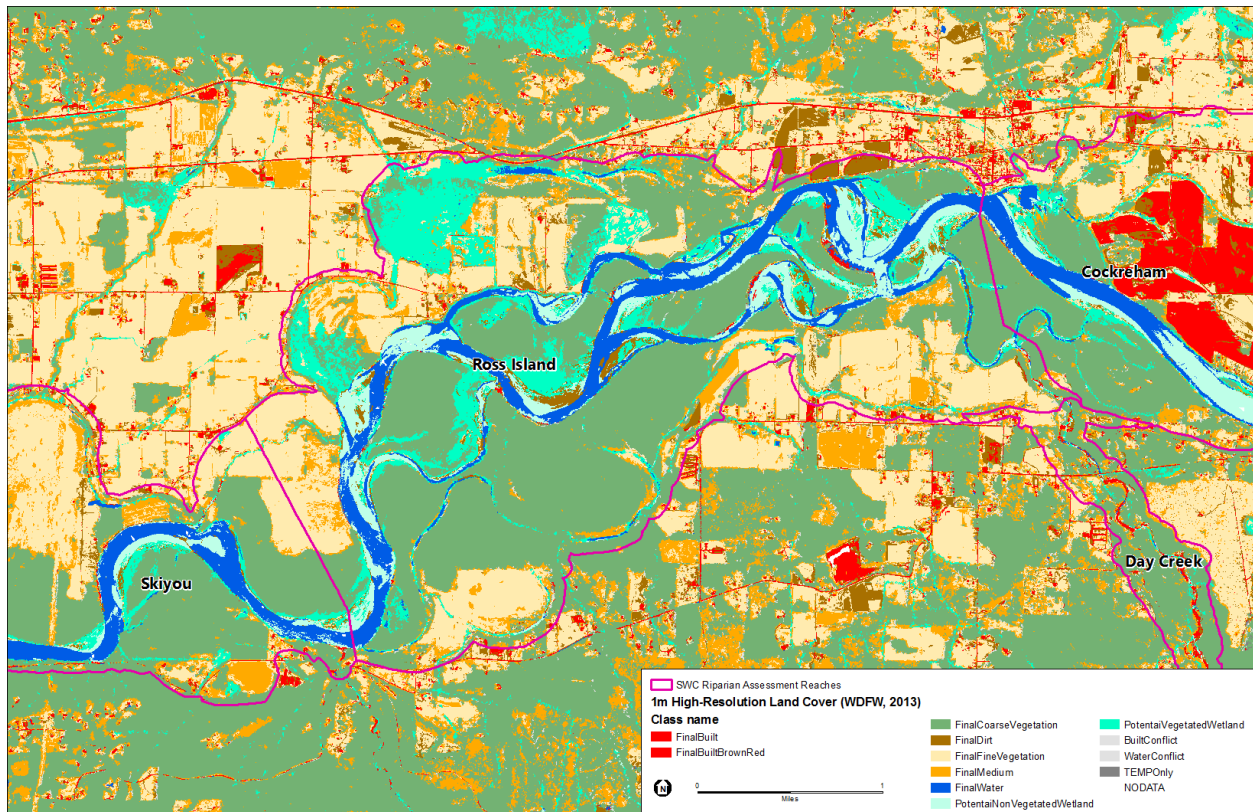 Cockreham
Ross Island
Day Creek
Skiyou
SWC Riparian Assessment Reaches
1m High-Resolution Land Cover (WDFW, 2013)
Class name
FinalBuilt
FinalBuiltBrownRed
FinalCoarseVegetation
FinalDirt
FinalFineVegetation
FinalMedium
FinalWater
PotentaiNonVegetatedWetland
PotentaiVegetatedWetland
BuiltConflict
WaterConflict
TEMPOnly
NODATA
N
0 1
Miles